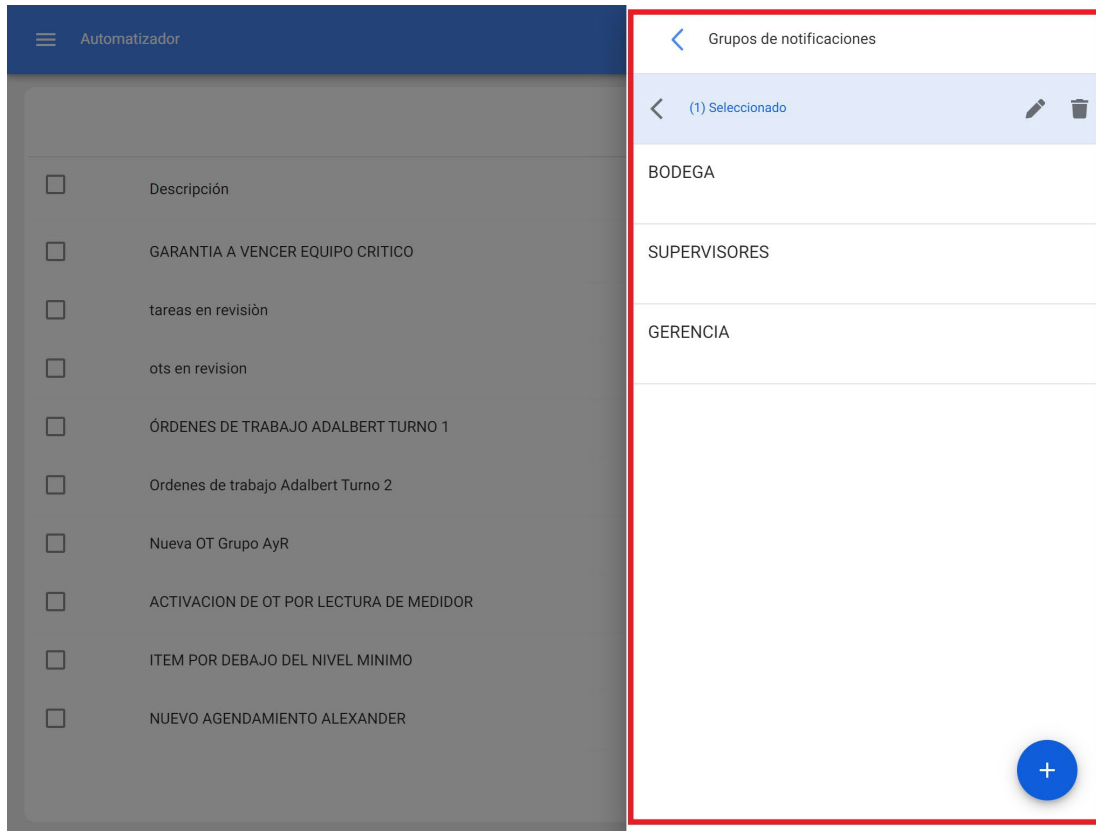 Automatizador
Descripción
GARANTIA A VENCER EQUIPO CRITICO
tareas en revisiòn
ots en revision
ÓRDENES DE TRABAJO ADALBERT TURNO 1
Ordenes de trabajo Adalbert Turno 2
Nueva OT Grupo AyR
ACTIVACION DE OT POR LECTURA DE MEDIDOR
ITEM POR DEBAJO DEL NIVEL MINIMO
NUEVO AGENDAMIENTO ALEXANDER
Grupos de notificaciones
(1) Seleccionado
BODEGA
SUPERVISORES
GERENCIA